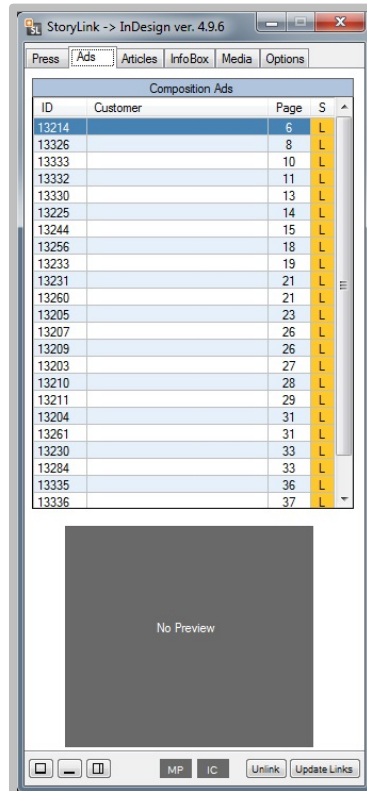 SL StoryLink -> InDesign ver. 4.9.6
Press Ads Articles InfoBox Media Options
Composition Ads
ID Customer Page S
13214 6 L
13326 8 L
13333 10 L
13332 11 L
13330 13 L
13225 14 L
13244 15 L
13256 18 L
13233 19 L
13231 21 L
13260 21 L
13205 23 L
13207 26 L
13209 26 L
13203 27 L
13210 28 L
13211 29 L
13204 31 L
13261 31 L
13230 33 L
13284 33 L
13335 36 L
13336 37 L
No Preview
MP IC Unlink Update Links